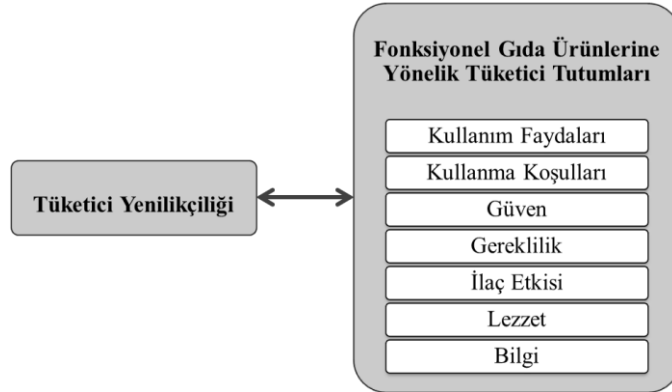 Fonksiyonel Gıda Ürünlerine
Yönelik Tüketici Tutumları
Kullanım Faydaları
Kullanma Koşulları
Tüketici Yenilikçiliği
Güven
Gereklilik
İlaç Etkisi
Lezzet
Bilgi